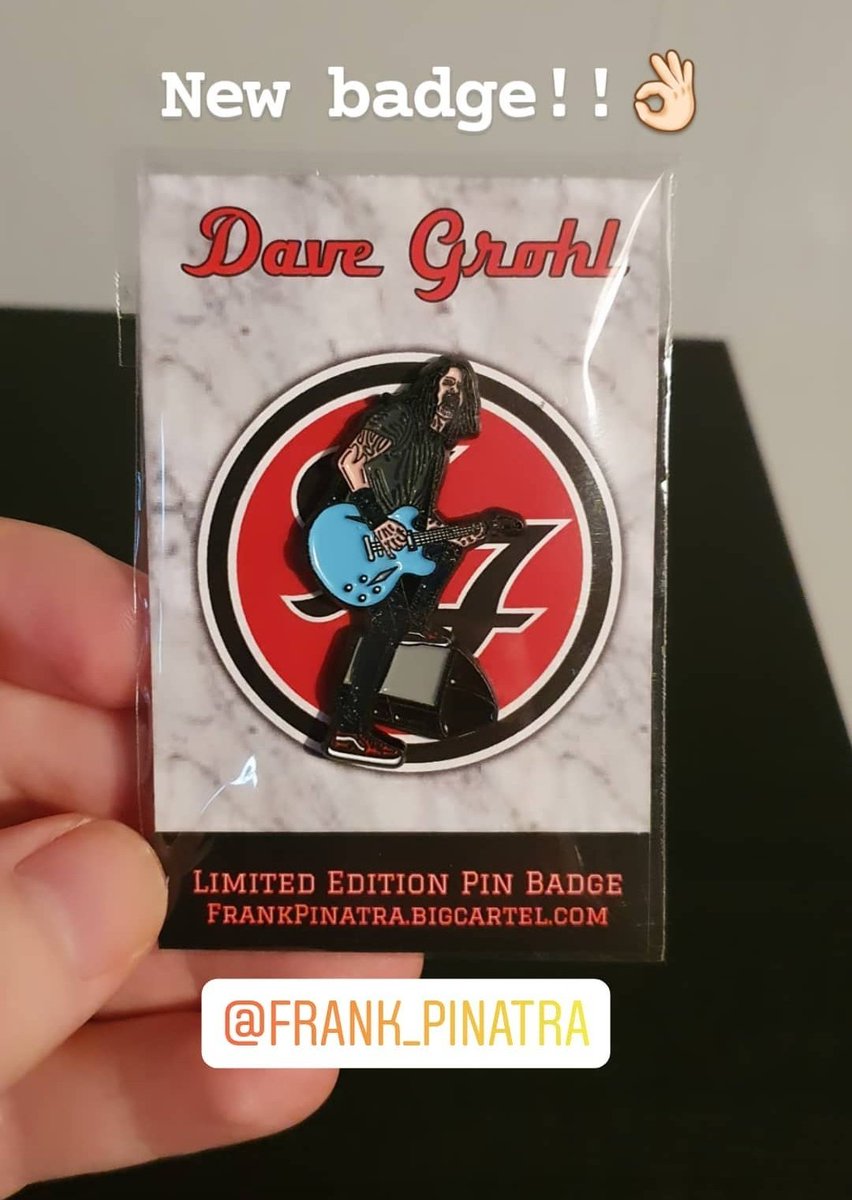 New badge!!👌🏻
Dave Grohl
LIMITED EDITION PIN BADGE
FRANKPINATRA.BIGCARTEL.COM
@FRANK_PINATRA